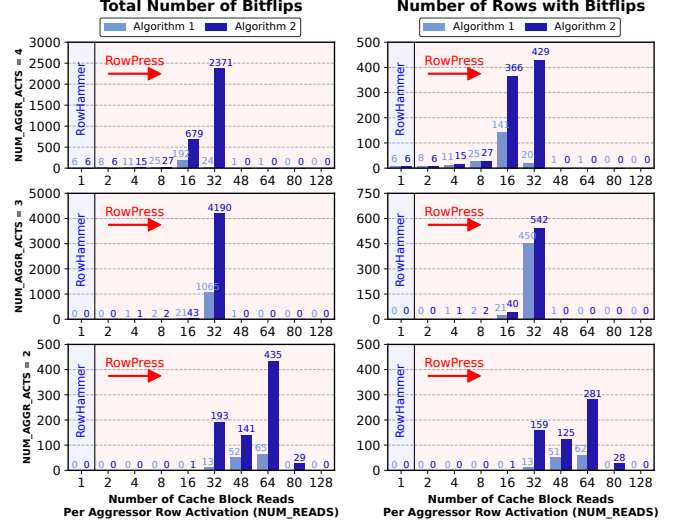 Total Number of Bitflips
Number of Rows with Bitflips
Algorithm 1 Algorithm 2
Algorithm 1 Algorithm 2
NUM_AGGR_ACTS = 4
3000
2500
2000
1500
1000
500
0
RowHammer
RowPress
6 6 8 6 11 15 25 27 192 679 24 2371 1 0 1 0 0 0 0 0
1 2 4 8 16 32 48 64 80 128
500
400
300
200
100
0
RowHammer
RowPress
6 6 8 6 11 15 25 27 141 366 20 429 1 0 1 0 0 0 0 0
1 2 4 8 16 32 48 64 80 128
NUM_AGGR_ACTS = 3
5000
4000
3000
2000
1000
0
RowHammer
RowPress
0 0 0 0 1 1 2 2 21 43 1065 4190 1 0 0 0 0 0 0 0
1 2 4 8 16 32 48 64 80 128
750
600
450
300
150
0
RowHammer
RowPress
0 0 0 0 1 1 2 2 21 40 450 542 1 0 0 0 0 0 0 0
1 2 4 8 16 32 48 64 80 128
NUM_AGGR_ACTS = 2
500
400
300
200
100
0
RowHammer
RowPress
0 0 0 0 0 0 0 0 0 1 13 193 52 141 65 435 0 29 0 0
1 2 4 8 16 32 48 64 80 128
500
400
300
200
100
0
RowHammer
RowPress
0 0 0 0 0 0 0 0 0 1 13 159 51 125 62 281 0 28 0 0
1 2 4 8 16 32 48 64 80 128
Number of Cache Block Reads
Per Aggressor Row Activation (NUM_READS)
Number of Cache Block Reads
Per Aggressor Row Activation (NUM_READS)